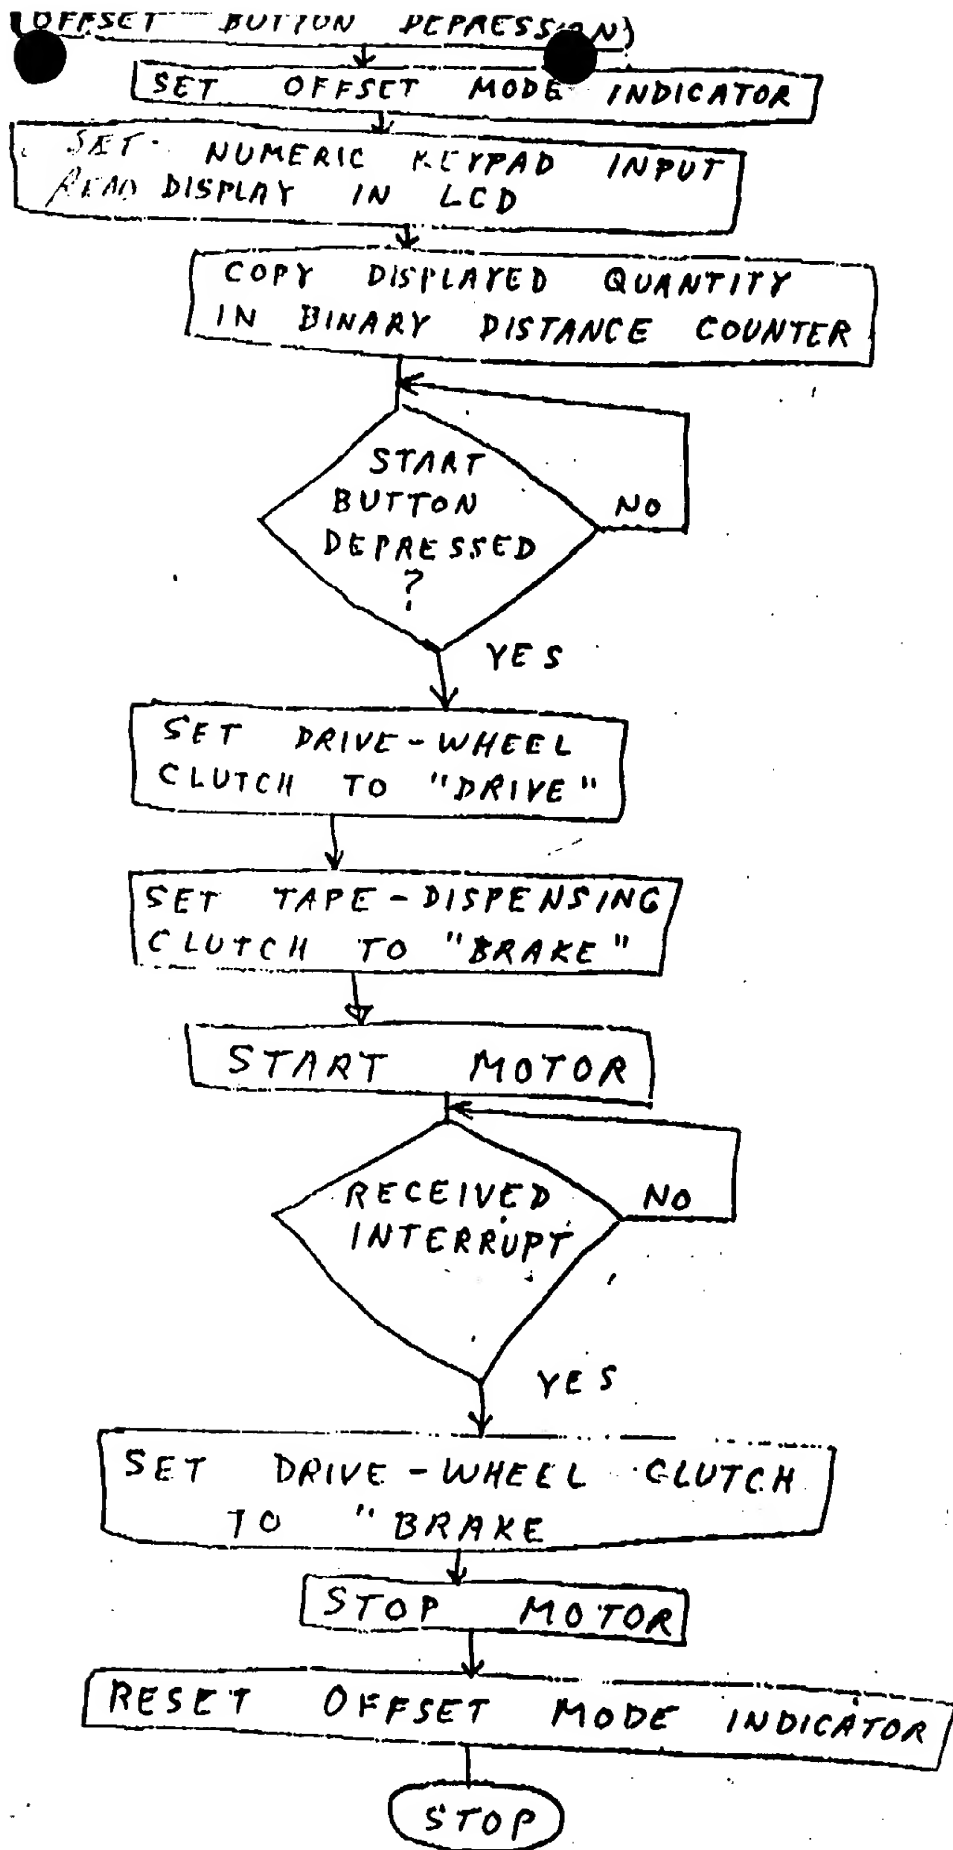 (OFFSET BUTTON DEPRESSION)
SET OFFSET MODE INDICATOR
SET NUMERIC KEYPAD INPUT
READ DISPLAY IN LCD
COPY DISPLAYED QUANTITY
IN BINARY DISTANCE COUNTER
START
BUTTON
DEPRESSED
?
NO
YES
SET DRIVE-WHEEL
CLUTCH TO "DRIVE"
SET TAPE-DISPENSING
CLUTCH TO "BRAKE"
START MOTOR
RECEIVED
INTERRUPT
NO
YES
SET DRIVE-WHEEL CLUTCH
TO "BRAKE
STOP MOTOR
RESET OFFSET MODE INDICATOR
STOP